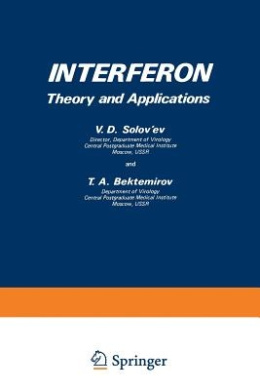 INTERFERON
Theory and Applications
V. D. Solov'ev
Director, Department of Virology
Central Postgraduate Medical Institute
Moscow, USSR
and
T. A. Bektemirov
Department of Virology
Central Postgraduate Medical Institute
Moscow, USSR
Springer